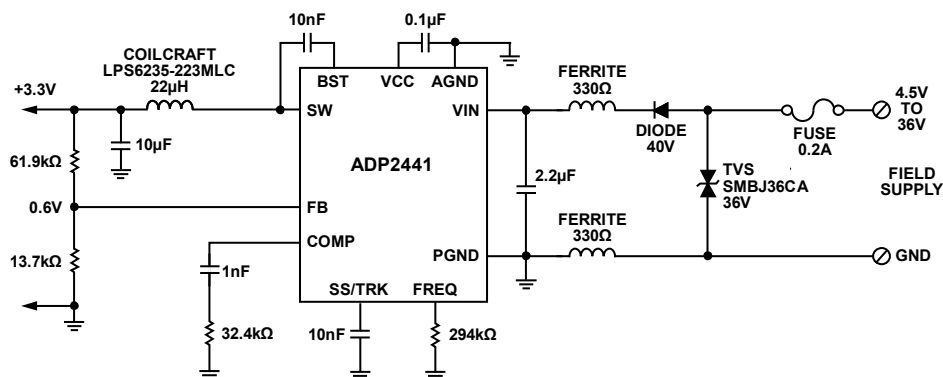 10nF
0.1µF
COILCRAFT
LPS6235-223MLC
22µH
BST
VCC
AGND
FERRITE
330Ω
+3.3V
SW
VIN
4.5V
TO
36V
10µF
DIODE
40V
FUSE
0.2A
61.9kΩ
ADP2441
2.2µF
TVS
SMBJ36CA
36V
FIELD
SUPPLY
0.6V
FB
FERRITE
330Ω
COMP
13.7kΩ
1nF
PGND
GND
SS/TRK
FREQ
32.4kΩ
10nF
294kΩ